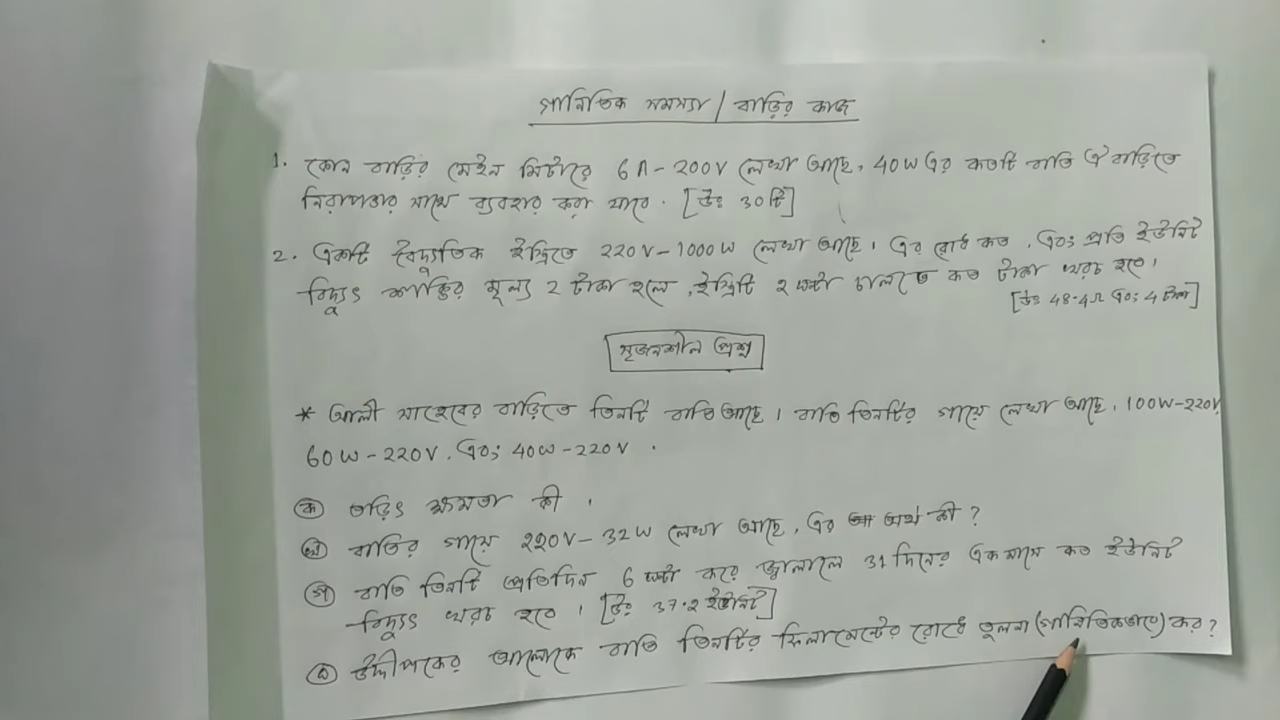 গানিতিক সমস্যা / বাড়ির কাজ
1. কোন বাড়ির মেইন মিটারে 6A - 200V লেখা আছে, 40W এর কতটি বাতি ঐ বাড়িতে
নিরাপত্তার সাথে ব্যবহার করা যাবে. [উঃ 30টি]
2. একটি বৈদ্যুতিক ইস্ত্রিতে 220V-1000W লেখা আছে। এর রোধ কত, এবং প্রতি ইউনিট
বিদ্যুৎ শক্তির মূল্য 2 টাকা হলে, ইস্ত্রিটি ২ ঘন্টা চালাতে কত টাকা খরচ হবে।
[উঃ 48.4Ω এবং 4 টাকা]
সৃজনশীল প্রশ্ন
* আলী সাহেবের বাড়িতে তিনটি বাতি আছে। বাতি তিনটির গায়ে লেখা আছে, 100W-220V,
60W-220V, এবং 40W-220V .
ক তড়িৎ ক্ষমতা কী .
খ বাতির গায়ে 220V-32W লেখা আছে, এর অর্থ কী ?
গ বাতি তিনটি প্রতিদিন 6 ঘন্টা করে জ্বালালে 31 দিনের এক মাসে কত ইউনিট
বিদ্যুৎ খরচ হবে। [উঃ 37.2 ইউনিট]
ঘ উদ্দীপকের আলোকে বাতি তিনটির ফিলামেন্টের রোধের তুলনা (গানিতিকভাবে) কর ?